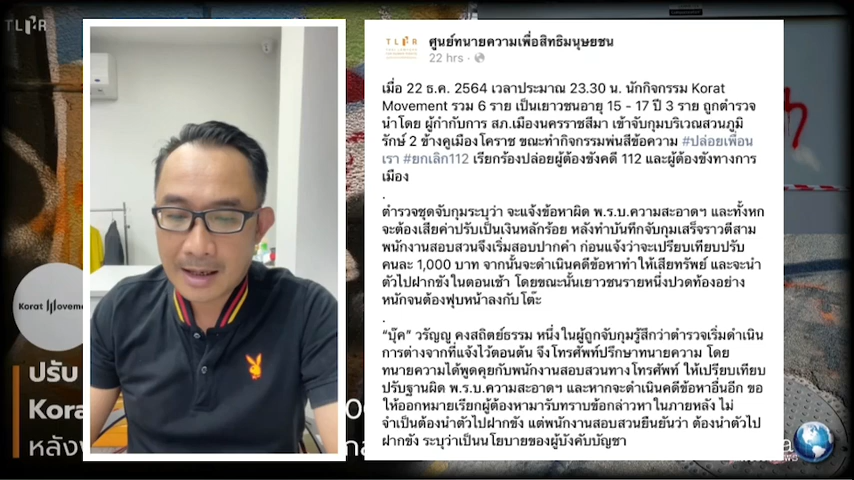 TLHR
ศูนย์ทนายความเพื่อสิทธิมนุษยชน
22 hrs ·
เมื่อ 22 ธ.ค. 2564 เวลาประมาณ 23.30 น. นักกิจกรรม Korat
Movement รวม 6 ราย เป็นเยาวชนอายุ 15 - 17 ปี 3 ราย ถูกตำรวจ
นำโดย ผู้กำกับการ สภ.เมืองนครราชสีมา เข้าจับกุมบริเวณสวนภูมิ
รักษ์ 2 ข้างคูเมืองโคราช ขณะทำกิจกรรมพ่นสีข้อความ #ปล่อยเพื่อน
เรา #ยกเลิก112 เรียกร้องปล่อยผู้ต้องขังคดี 112 และผู้ต้องขังทางการ
เมือง
.
ตำรวจชุดจับกุมระบุว่า จะแจ้งข้อหาผิด พ.ร.บ.ความสะอาดฯ และทั้งหก
จะต้องเสียค่าปรับเป็นเงินหลักร้อย หลังทำบันทึกจับกุมเสร็จราวตีสาม
พนักงานสอบสวนจึงเริ่มสอบปากคำ ก่อนแจ้งว่าจะเปรียบเทียบปรับ
คนละ 1,000 บาท จากนั้นจะดำเนินคดีข้อหาทำให้เสียทรัพย์ และจะนำ
ตัวไปฝากขังในตอนเช้า โดยขณะนั้นเยาวชนรายหนึ่งปวดท้องอย่าง
หนักจนต้องฟุบหน้าลงกับโต๊ะ
.
“บุ๊ค” วรัญญู คงสถิตย์ธรรม หนึ่งในผู้ถูกจับกุมรู้สึกว่าตำรวจเริ่มดำเนิน
การต่างจากที่แจ้งไว้ตอนต้น จึงโทรศัพท์ปรึกษาทนายความ โดย
ทนายความได้พูดคุยกับพนักงานสอบสวนทางโทรศัพท์ ให้เปรียบเทียบ
ปรับฐานผิด พ.ร.บ.ความสะอาดฯ และหากจะดำเนินคดีข้อหาอื่นอีก ขอ
ให้ออกหมายเรียกผู้ต้องหามารับทราบข้อกล่าวหาในภายหลัง ไม่
จำเป็นต้องนำตัวไปฝากขัง แต่พนักงานสอบสวนยืนยันว่า ต้องนำตัวไป
ฝากขัง ระบุว่าเป็นนโยบายของผู้บังคับบัญชา
Korat Movement
ปรับ
Kora